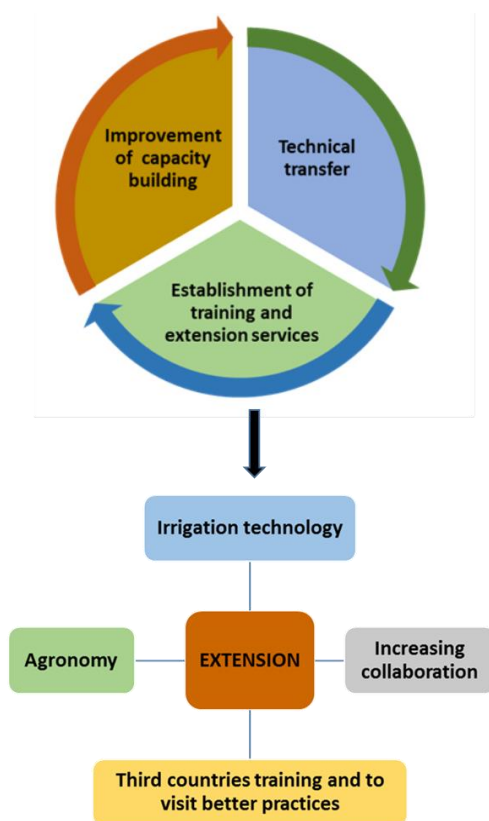 Improvement
of capacity
building
Technical
transfer
Establishment of
training and
extension services
Irrigation technology
Agronomy
EXTENSION
Increasing
collaboration
Third countries training and to
visit better practices